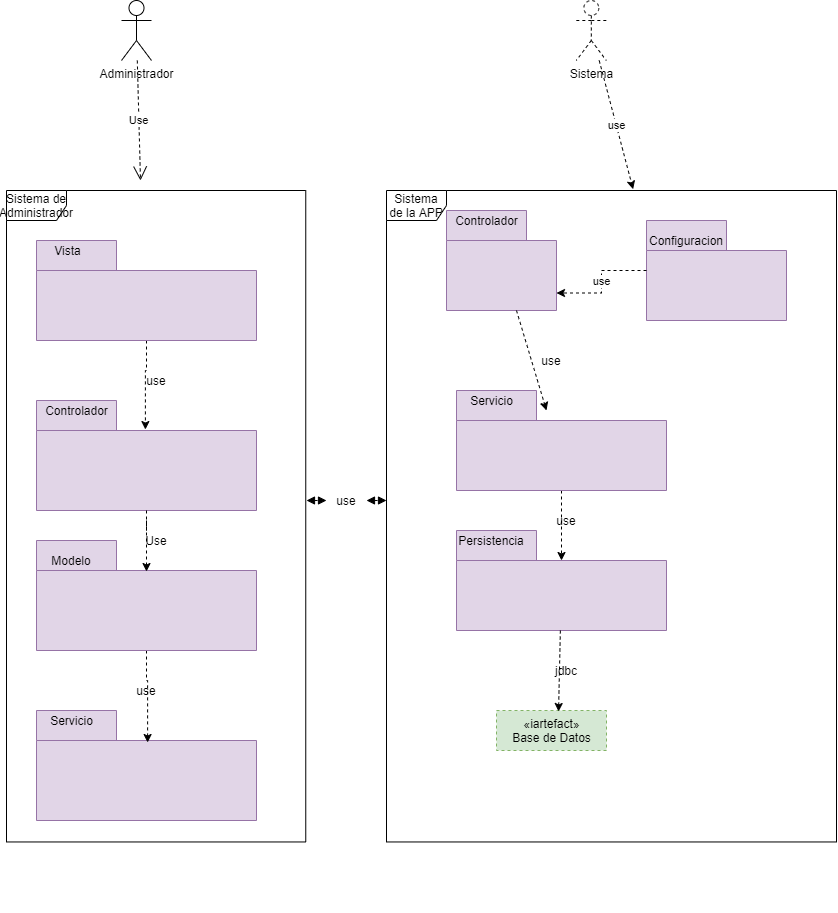 Administrador
Use
Sistema
use
Sistema de
Administrador
Vista
use
Controlador
Use
Modelo
use
Servicio
use
Sistema
de la APP
Controlador
Configuracion
use
use
Servicio
use
Persistencia
jdbc
«iartefact»
Base de Datos